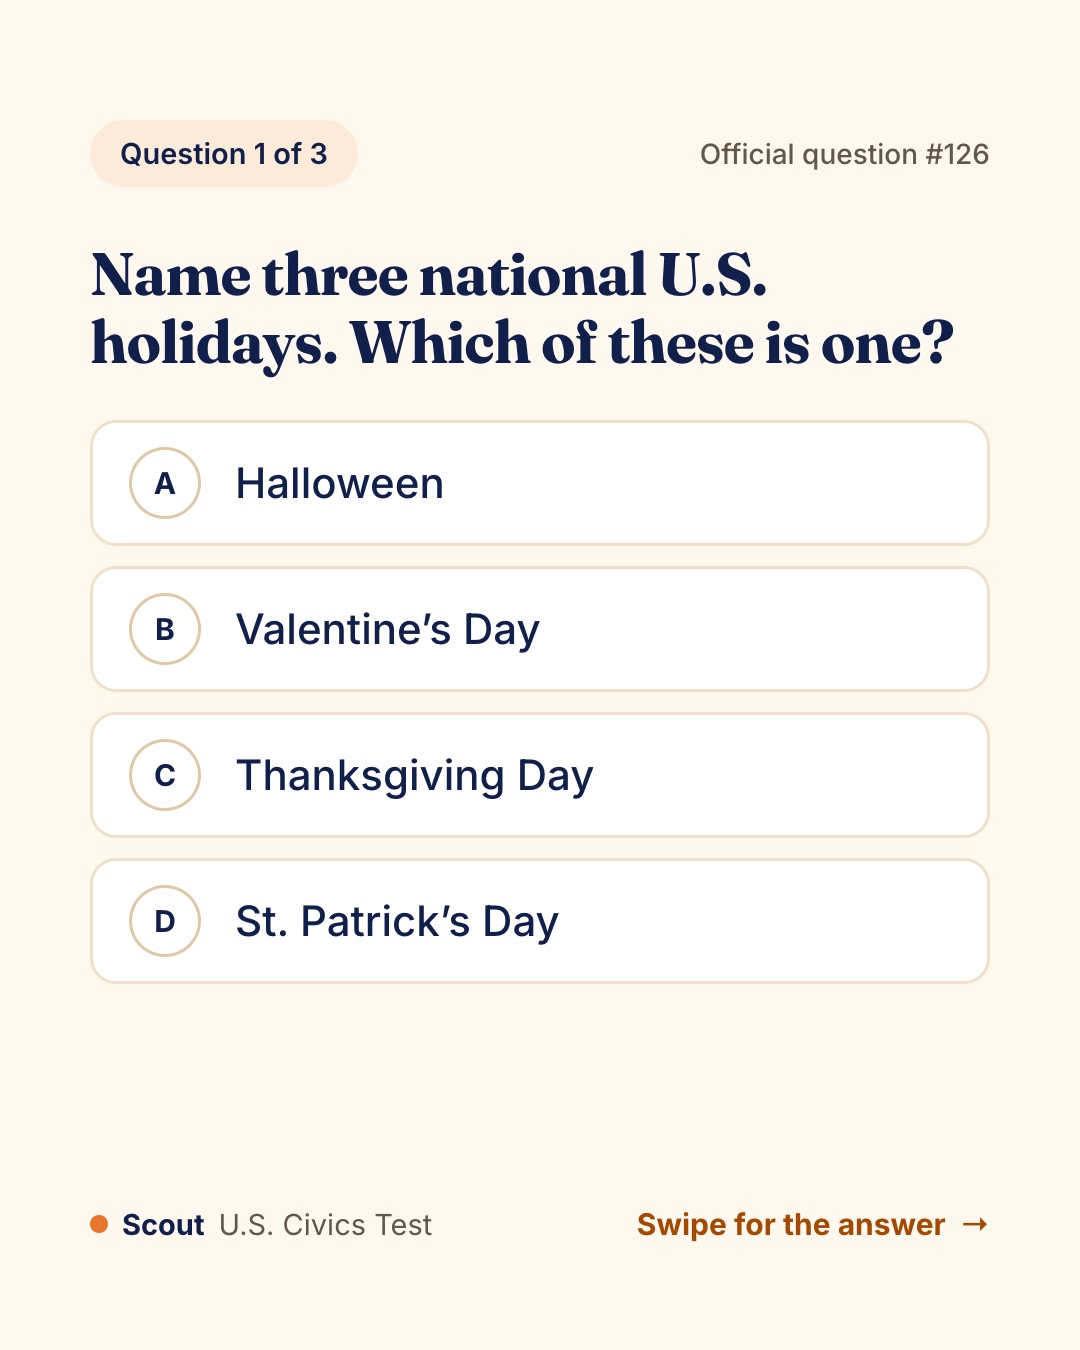 Question 1 of 3
Official question #126
Name three national U.S.
holidays. Which of these is one?
A Halloween
B Valentine’s Day
C Thanksgiving Day
D St. Patrick’s Day
Scout U.S. Civics Test
Swipe for the answer →